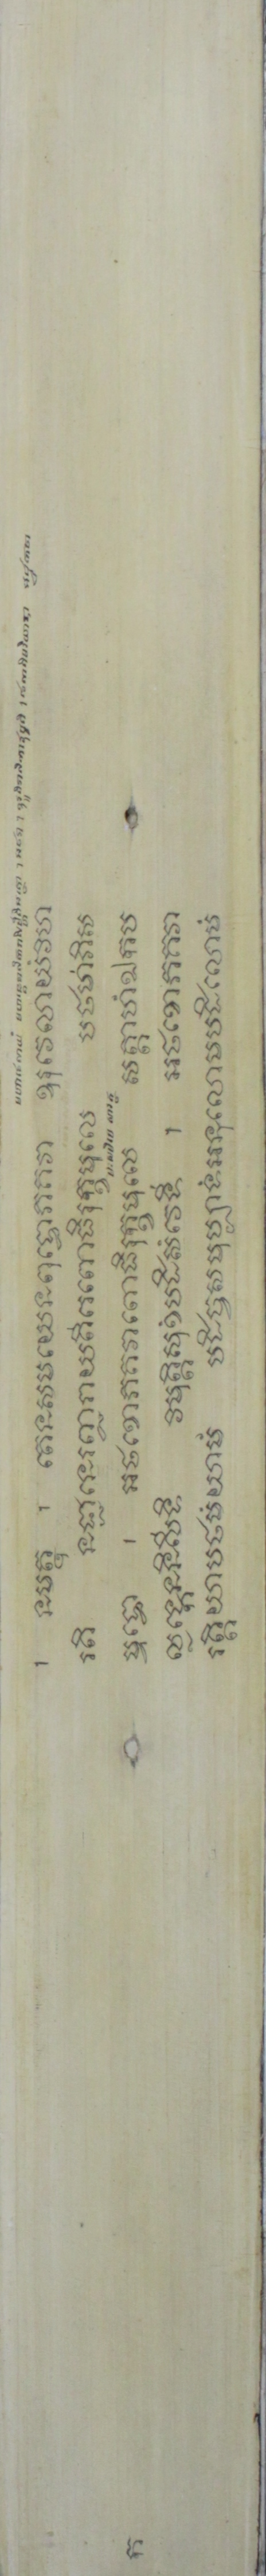 ។ នមត្ថុ ។ តេនសមយេនពុទ្ធោភគវា ឧរុវេលាយំវិហ
រតិ នជ្ជានេរញ្ជរាយតីរេពោធិរុក្ខមូលេ បឋមាភិស
ក ម្ពុទ្ធោ ។ អថខោភគវាពោធិរុក្ខមូលេ សត្តាហំឯកប
ល្លង្កេននិសីទិ វិមុត្តិសុខំបដិសំវេទី ។ អថខោភគវា
រត្តិយាបឋមំយាមំ បដិច្ចសមុប្បាទំអនុលោមបដិលោមំ